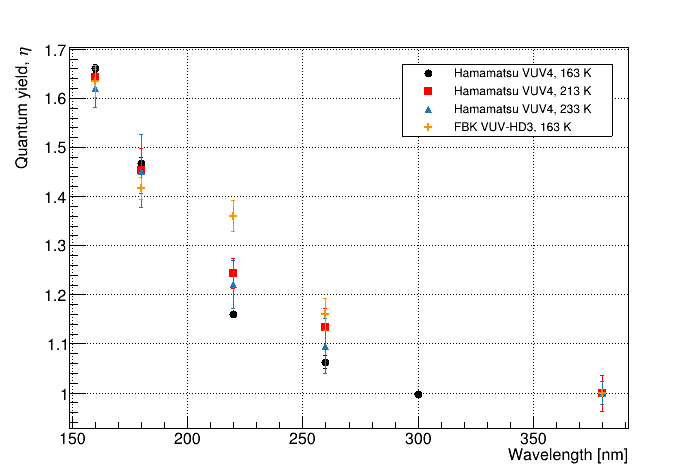 Quantum yield, η
1.7
1.6
1.5
1.4
1.3
1.2
1.1
1
150
200
250
300
350
Wavelength [nm]
Hamamatsu VUV4, 163 K
Hamamatsu VUV4, 213 K
Hamamatsu VUV4, 233 K
FBK VUV-HD3, 163 K